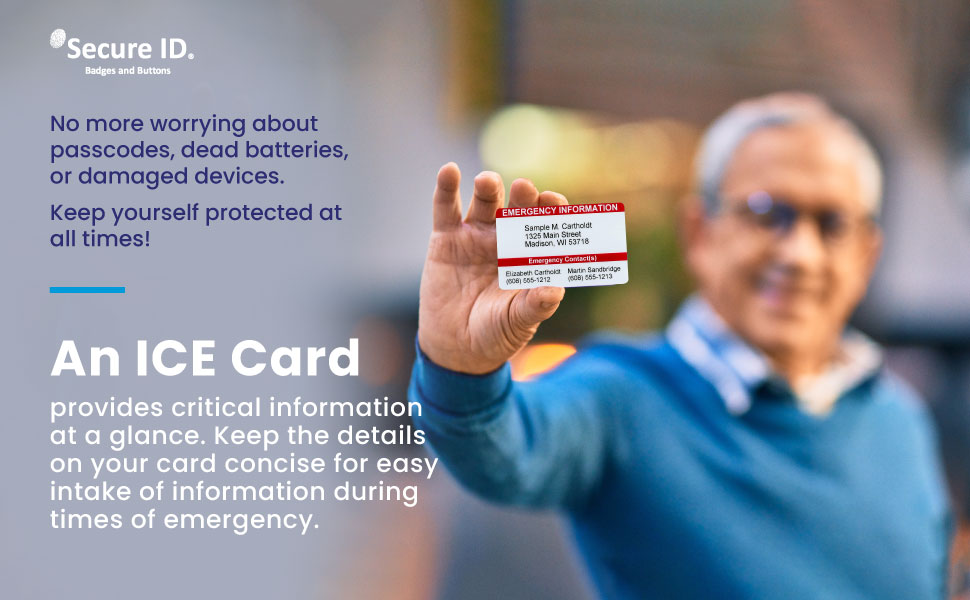 Secure ID®
Badges and Buttons
No more worrying about
passcodes, dead batteries,
or damaged devices.
Keep yourself protected at
all times!
An ICE Card
provides critical information
at a glance. Keep the details
on your card concise for easy
intake of information during
times of emergency.
EMERGENCY INFORMATION
Sample M. Cartholdt
1325 Main Street
Madison, WI 53718
Emergency Contact(s)
Elizabeth Cartholdt Martin Sandbridge
(608) 555-1212 (608) 555-1213